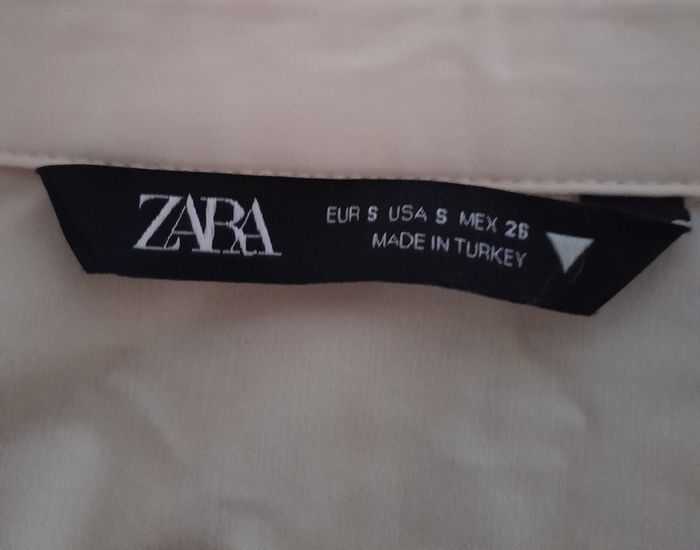 ZARA
EUR S USA S MEX 26
MADE IN TURKEY